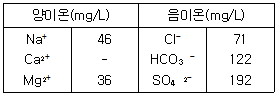 양이온(mg/L) 음이온(mg/L)
Na⁺ 46 Cl⁻ 71
Ca²⁺ - HCO₃ ⁻ 122
Mg²⁺ 36 SO₄ ²⁻ 192